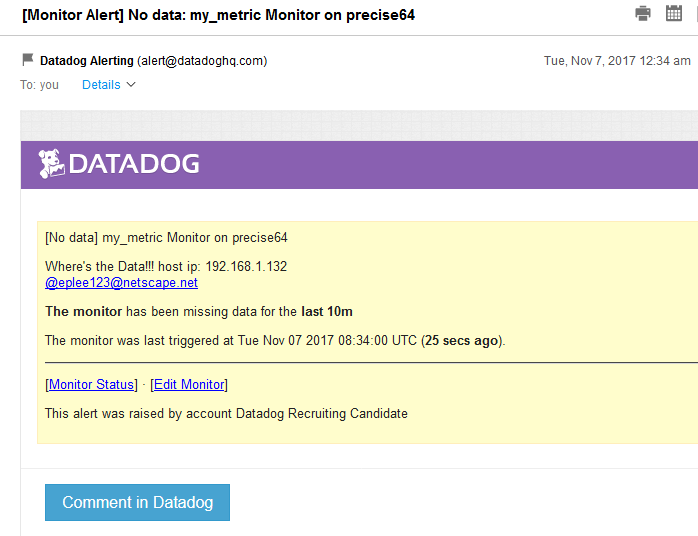 [Monitor Alert] No data: my_metric Monitor on precise64
Datadog Alerting (alert@datadoghq.com)
Tue, Nov 7, 2017 12:34 am
To: you Details
DATADOG
[No data] my_metric Monitor on precise64
Where's the Data!!! host ip: 192.168.1.132
@eplee123@netscape.net
The monitor has been missing data for the last 10m
The monitor was last triggered at Tue Nov 07 2017 08:34:00 UTC (25 secs ago).
[Monitor Status] · [Edit Monitor]
This alert was raised by account Datadog Recruiting Candidate
Comment in Datadog